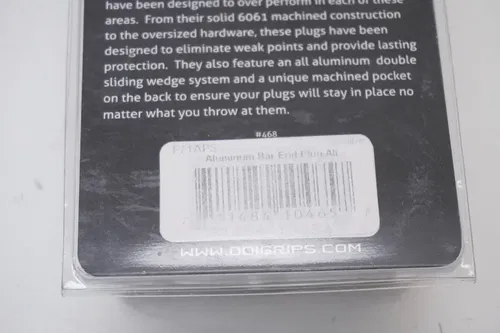 have been designed to over perform in each of these
areas. From their solid 6061 machined construction
to the oversized hardware, these plugs have been
designed to eliminate weak points and provide lasting
protection. They also feature an all aluminum double
sliding wedge system and a unique machined pocket
on the back to ensure your plugs will stay in place no
matter what you throw at them.
#468
Aluminum Bar End Plug All
WWW.ODIGRIPS.COM